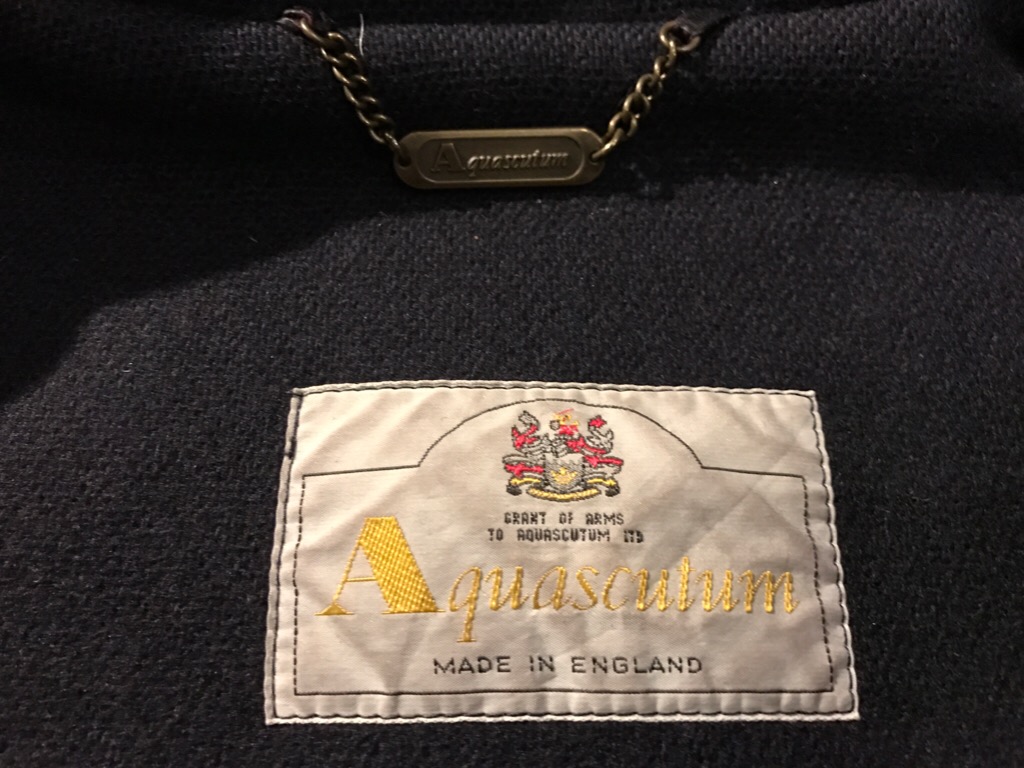 Aquascutum
GRANT OF ARMS
TO AQUASCUTUM LTD
Aquascutum
MADE IN ENGLAND